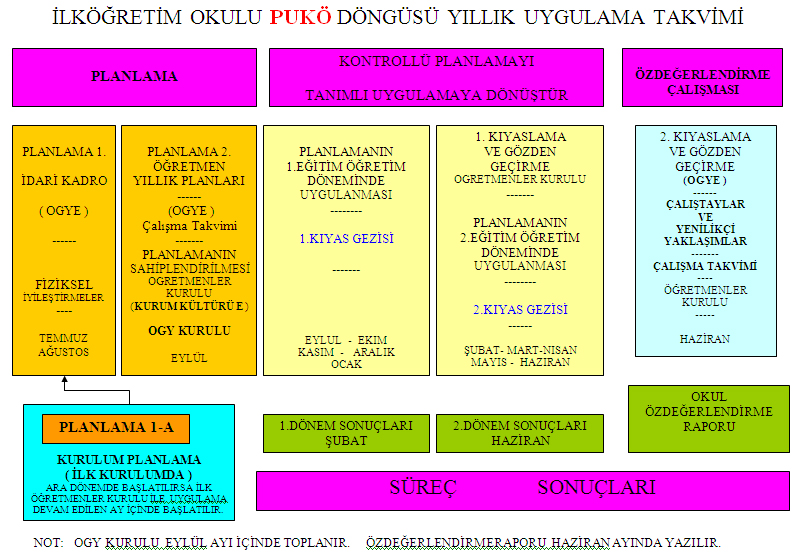 İLKÖĞRETİM OKULU PUKÖ DÖNGÜSÜ YILLIK UYGULAMA TAKVİMİ
PLANLAMA
KONTROLLÜ PLANLAMAYI
TANIMLI UYGULAMAYA DÖNÜŞTÜR
ÖZDEĞERLENDİRME
ÇALIŞMASI
PLANLAMA 1.
İDARİ KADRO
( OGYE )
------
FİZİKSEL
İYİLEŞTİRMELER
----
TEMMUZ
AĞUSTOS
PLANLAMA 2.
ÖĞRETMEN
YILLIK PLANLARI
------
(OGYE )
Çalışma Takvimi
-------
PLANLAMANIN
SAHİPLENDİRİLMESİ
OGRETMENLER
KURULU
(KURUM KÜLTÜRÜ E )
OGY KURULU
EYLÜL
PLANLAMANIN
1.EĞİTİM ÖĞRETİM
DÖNEMİNDE
UYGULANMASI
--------
1.KIYAS GEZİSİ
-------
EYLUL - EKIM
KASIM - ARALIK
OCAK
1. KIYASLAMA
VE GÖZDEN
GEÇİRME
OGRETMENLER KURULU
--------
PLANLAMANIN
2.EĞİTİM ÖĞRETİM
DÖNEMİNDE
UYGULANMASI
--------
2.KIYAS GEZİSİ
------
ŞUBAT- MART-NISAN
MAYIS - HAZIRAN
2. KIYASLAMA
VE GÖZDEN
GEÇİRME
(OGYE )
------
ÇALIŞTAYLAR
VE
YENİLİKÇİ
YAKLAŞIMLAR
-------
ÇALIŞMA TAKVİMİ
----
ÖĞRETMENLER
KURULU
-----
HAZİRAN
PLANLAMA 1-A
KURULUM PLANLAMA
( İLK KURULUMDA )
ARA DÖNEMDE BAŞLATILIRSA İLK
ÖĞRETMENLER KURULU İLE UYGULAMA
DEVAM EDİLEN AY İÇİNDE BAŞLATILIR.
1.DÖNEM SONUÇLARI
ŞUBAT
2.DÖNEM SONUÇLARI
HAZİRAN
OKUL
ÖZDEĞERLENDİRME
RAPORU
SÜREÇ SONUÇLARI
NOT: OGY KURULU EYLÜL AYI İÇİNDE TOPLANIR. ÖZDEĞERLENDİRMERAPORU HAZİRAN AYINDA YAZILIR.